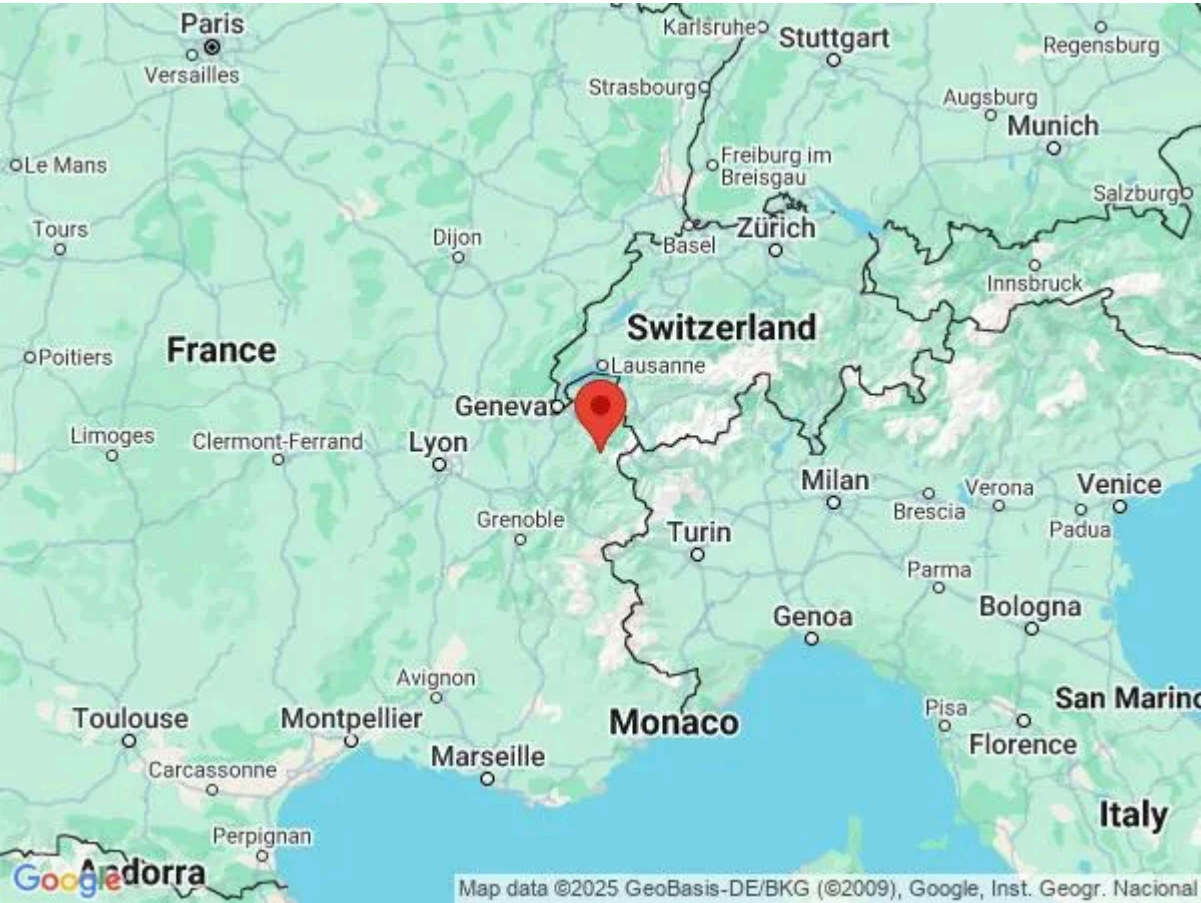 Paris
Versailles
Karlsruhe
Stuttgart
Regensburg
Strasbourg
Augsburg
Munich
Le Mans
Freiburg im
Breisgau
Salzburg
Tours
Dijon
Basel
Zürich
Innsbruck
Switzerland
France
Poitiers
Lausanne
Geneva
Limoges
Clermont-Ferrand
Lyon
Milan
Verona
Venice
Brescia
Padua
Grenoble
Turin
Parma
Bologna
Genoa
Avignon
San Marino
Toulouse
Montpellier
Monaco
Pisa
Florence
Marseille
Carcassonne
Italy
Perpignan
Andorra
Google
Map data ©2025 GeoBasis-DE/BKG (©2009), Google, Inst. Geogr. Nacional